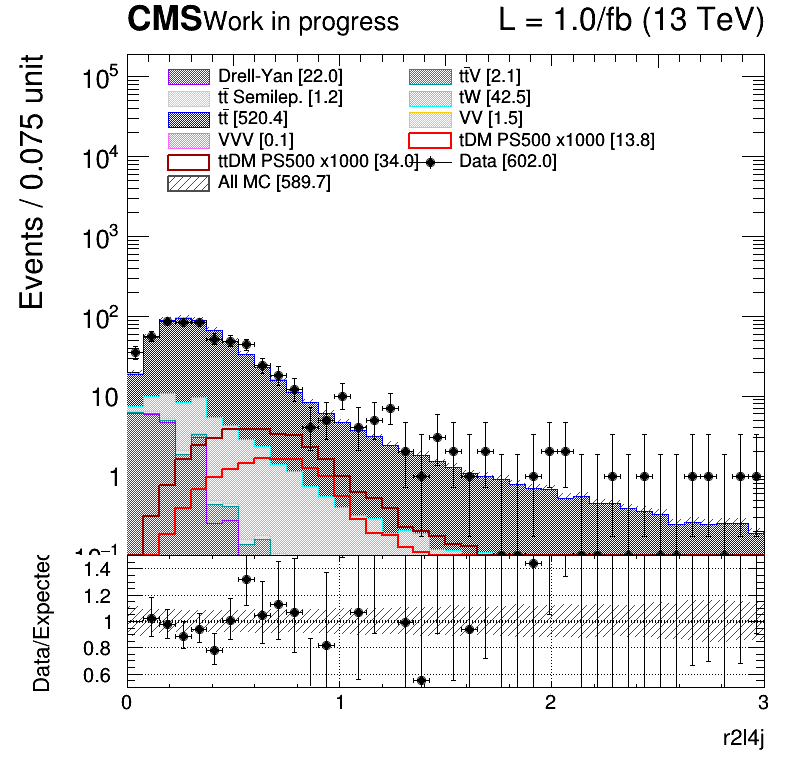 CMS Work in progress L = 1.0/fb (13 TeV)
Events / 0.075 unit
10⁵
10⁴
10³
10²
10
1
10⁻¹
Drell-Yan [22.0]
tt̄V [2.1]
tt̄ Semilep. [1.2]
tW [42.5]
tt̄ [520.4]
VV [1.5]
VVV [0.1]
tDM PS500 x1000 [13.8]
ttDM PS500 x1000 [34.0]
Data [602.0]
All MC [589.7]
Data/Expected
1.4
1.2
1
0.8
0.6
0 1 2 3
r2l4j